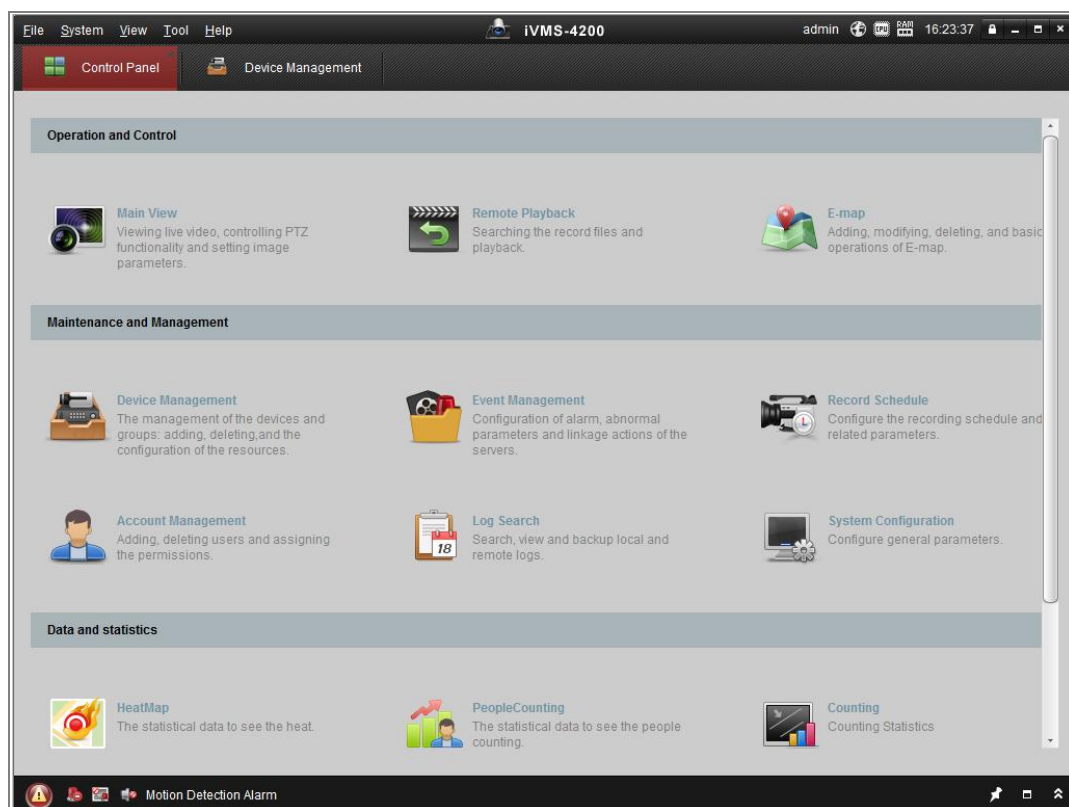 File System View Tool Help
iVMS-4200
admin
CPU
RAM
16:23:37
Control Panel
Device Management
Operation and Control
Main View
Viewing live video, controlling PTZ
functionality and setting image
parameters.
Remote Playback
Searching the record files and
playback.
E-map
Adding, modifying, deleting, and basic
operations of E-map.
Maintenance and Management
Device Management
The management of the devices and
groups: adding, deleting,and the
configuration of the resources.
Event Management
Configuration of alarm, abnormal
parameters and linkage actions of the
servers.
Record Schedule
Configure the recording schedule and
related parameters.
Account Management
Adding, deleting users and assigning
the permissions.
18
Log Search
Search, view and backup local and
remote logs.
System Configuration
Configure general parameters.
Data and statistics
HeatMap
The statistical data to see the heat.
PeopleCounting
The statistical data to see the people
counting.
Counting
Counting Statistics
Motion Detection Alarm